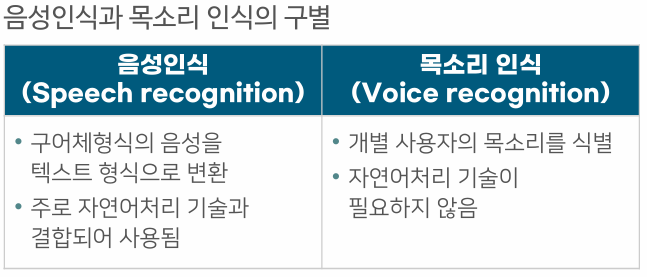 음성인식과 목소리 인식의 구별
음성인식
(Speech recognition)
목소리 인식
(Voice recognition)
• 구어체형식의 음성을
텍스트 형식으로 변환
• 주로 자연어처리 기술과
결합되어 사용됨
• 개별 사용자의 목소리를 식별
• 자연어처리 기술이
필요하지 않음